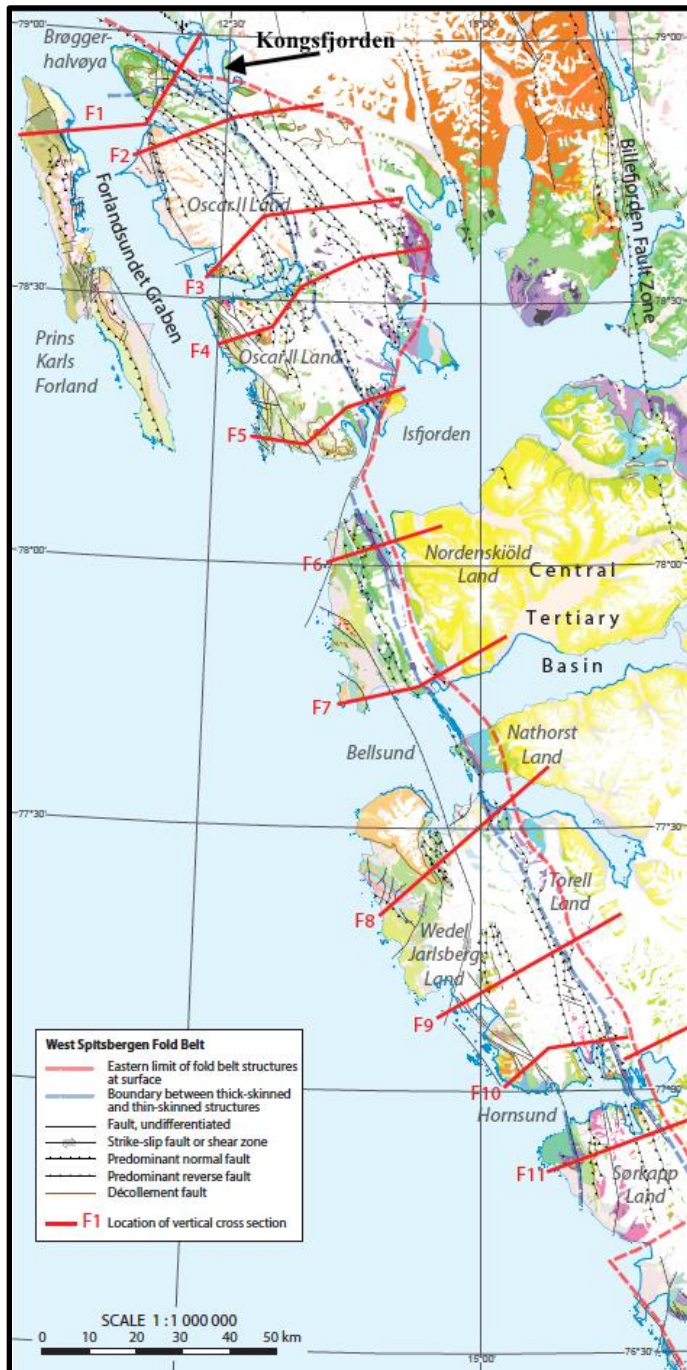 79°00'
12°30'
15°00'
79°00'
Brøgger-
halvøya
Kongsfjorden
F1
F2
Oscar II Land
Forlandsundet Graben
Billefjorden Fault Zone
F3
78°30'
78°30'
Prins
Karls
Forland
F4
Oscar II Land
F5
Isfjorden
78°00'
78°00'
F6
Nordenskiöld
Land
Central
Tertiary
Basin
F7
Bellsund
Nathorst
Land
77°30'
77°30'
Torell
Land
F8
Wedel
Jarlsberg
Land
F9
F10
77°00'
Hornsund
F11
Sørkapp
Land
West Spitsbergen Fold Belt
Eastern limit of fold belt structures
at surface
Boundary between thick-skinned
and thin-skinned structures
Fault, undifferentiated
Strike-slip fault or shear zone
Predominant normal fault
Predominant reverse fault
Décollement fault
F1 Location of vertical cross section
SCALE 1:1 000 000
0 10 20 30 40 50 km
15°00'
76°30'